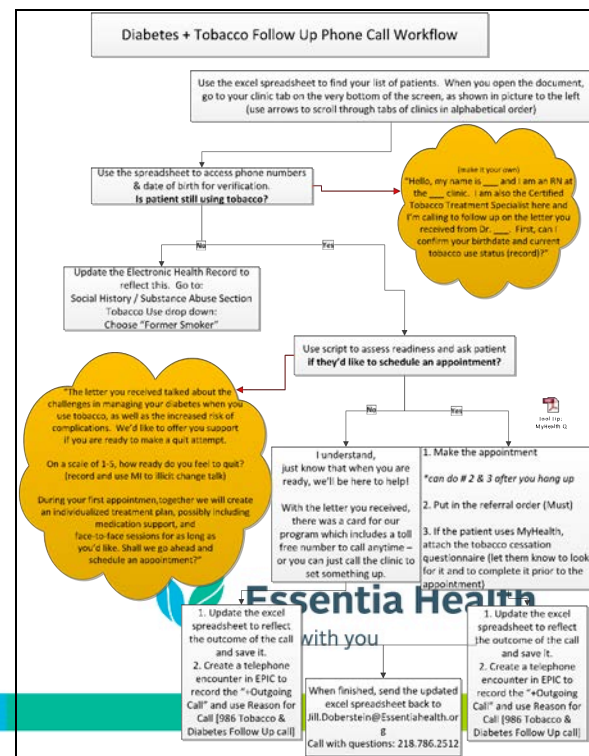 Diabetes + Tobacco Follow Up Phone Call Workflow
Use the excel spreadsheet to find your list of patients. When you open the document,
go to your clinic tab on the very bottom of the screen, as shown in picture to the left
(use arrows to scroll through tabs of clinics in alphabetical order)
Use the spreadsheet to access phone numbers
& date of birth for verification.
Is patient still using tobacco?
(make it your own)
"Hello, my name is ___ and I am an RN at
the ___ clinic. I am also the Certified
Tobacco Treatment Specialist here and
I'm calling to follow up on the letter you
received from Dr. ___. First, can I
confirm your birthdate and current
tobacco use status (record)?"
No
Yes
Update the Electronic Health Record to
reflect this. Go to:
Social History / Substance Abuse Section
Tobacco Use drop down:
Choose "Former Smoker"
Use script to assess readiness and ask patient
if they'd like to schedule an appointment?
"The letter you received talked about the
challenges in managing your diabetes when you
use tobacco, as well as the increased risk of
complications. We'd like to offer you support
if you are ready to make a quit attempt.
On a scale of 1-5, how ready do you feel to quit?
(record and use MI to illicit change talk)
During your first appointmen,together we will create
an individualized treatment plan, possibly including
medication support, and
face-to-face sessions for as long as
you'd like. Shall we go ahead and
schedule an appointment?"
No
Yes
tool tip:
MyHealth Q
I understand,
just know that when you are
ready, we'll be here to help!
With the letter you received,
there was a card for our
program which includes a toll
free number to call anytime –
or you can just call the clinic to
set something up.
1. Make the appointment
*can do # 2 & 3 after you hang up
2. Put in the referral order (Must)
3. If the patient uses MyHealth,
attach the tobacco cessation
questionnaire (let them know to look
for it and to complete it prior to the
appointment)
Essentia Health
with you
1. Update the excel
spreadsheet to reflect
the outcome of the call
and save it.
2. Create a telephone
encounter in EPIC to
record the "+Outgoing
Call" and use Reason for
Call [986 Tobacco &
Diabetes Follow Up call]
When finished, send the updated
excel spreadsheet back to
Jill.Doberstein@Essentiahealth.or
g
Call with questions: 218.786.2512
1. Update the excel
spreadsheet to reflect
the outcome of the call
and save it.
2. Create a telephone
encounter in EPIC to
record the "+Outgoing
Call" and use Reason for
Call [986 Tobacco &
Diabetes Follow Up call]